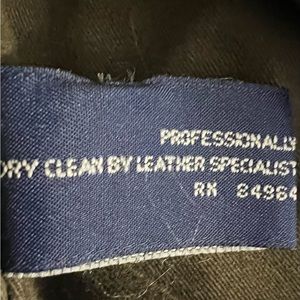 PROFESSIONALLY
DRY CLEAN BY LEATHER SPECIALIST
RN 84964